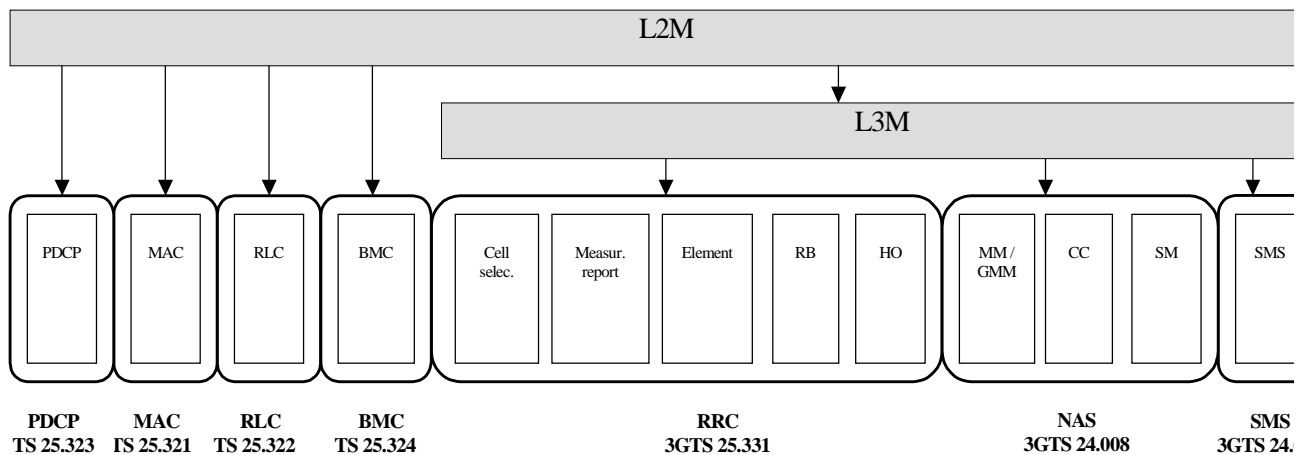 L2M
L3M
PDCP
MAC
RLC
BMC
Cell
selec.
Measur.
report
Element
RB
HO
MM /
GMM
CC
SM
SMS
PDCP
TS 25.323
MAC
TS 25.321
RLC
TS 25.322
BMC
TS 25.324
RRC
3GTS 25.331
NAS
3GTS 24.008
SMS
3GTS 24.